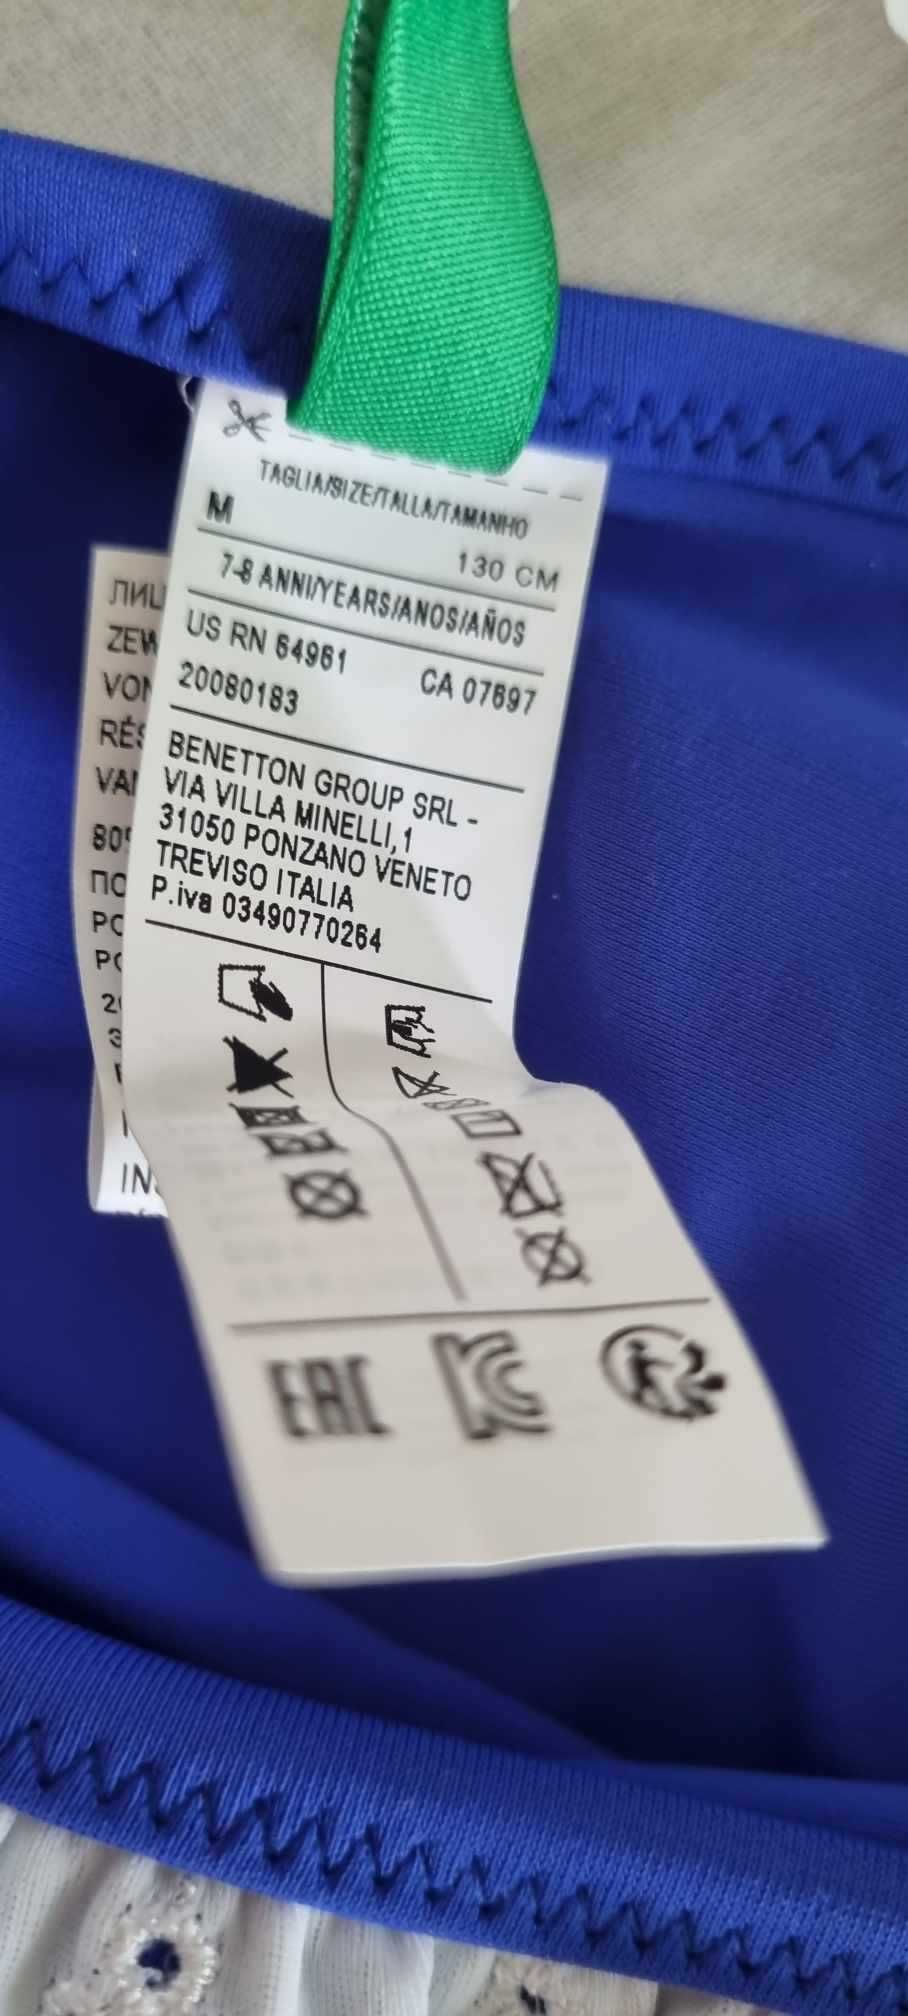 TAGLIA/SIZE/TALLA/TAMANHO
M
130 CM
7-8 ANNI/YEARS/ANOS/AÑOS
US RN 64961 CA 07697
20080183
BENETTON GROUP SRL -
VIA VILLA MINELLI,1
31050 PONZANO VENETO
TREVISO ITALIA
P.iva 03490770264
EAC KC